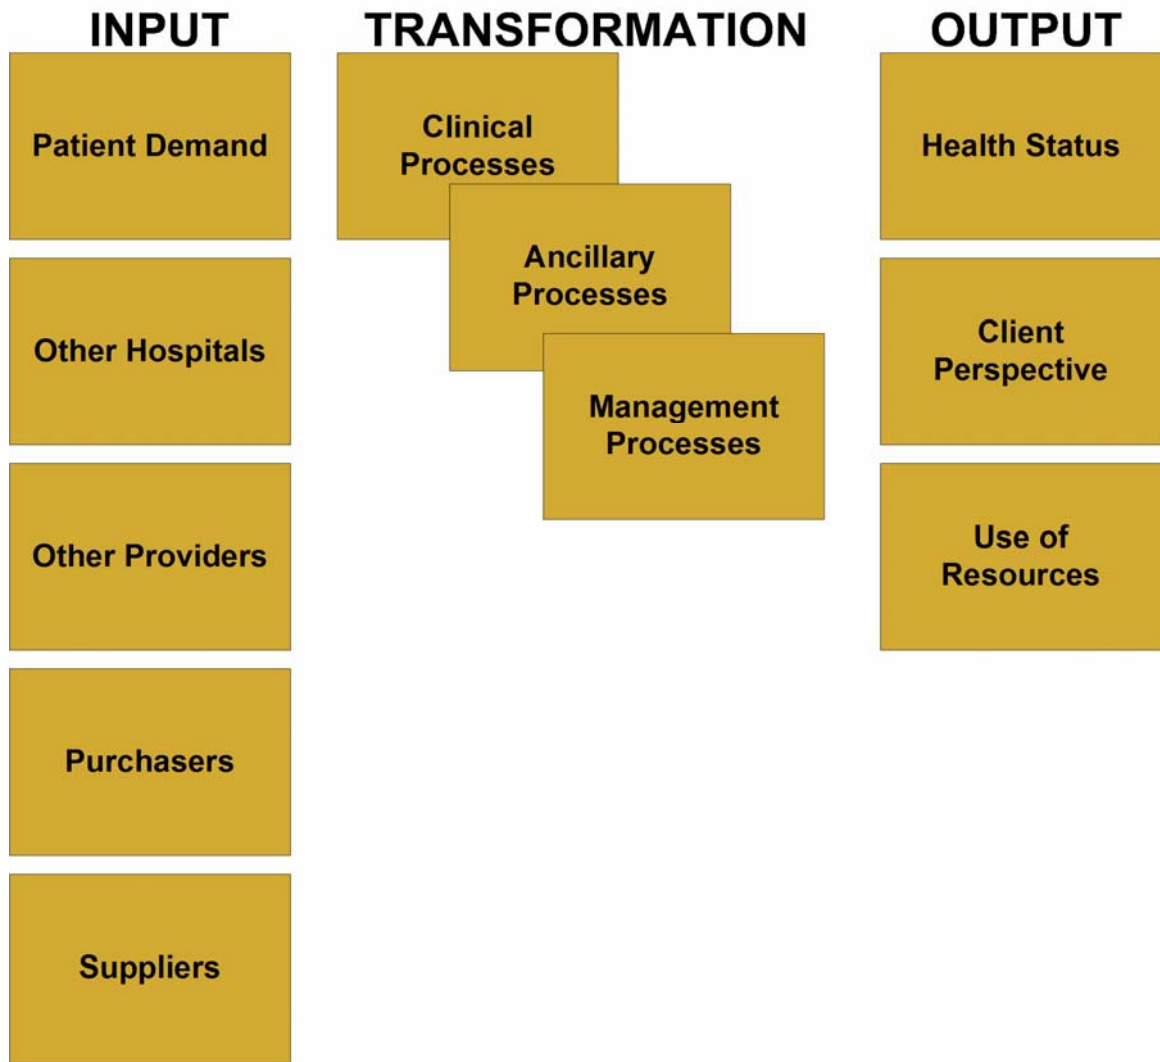 INPUT
Patient Demand
Other Hospitals
Other Providers
Purchasers
Suppliers
TRANSFORMATION
Clinical
Processes
Ancillary
Processes
Management
Processes
OUTPUT
Health Status
Client
Perspective
Use of
Resources